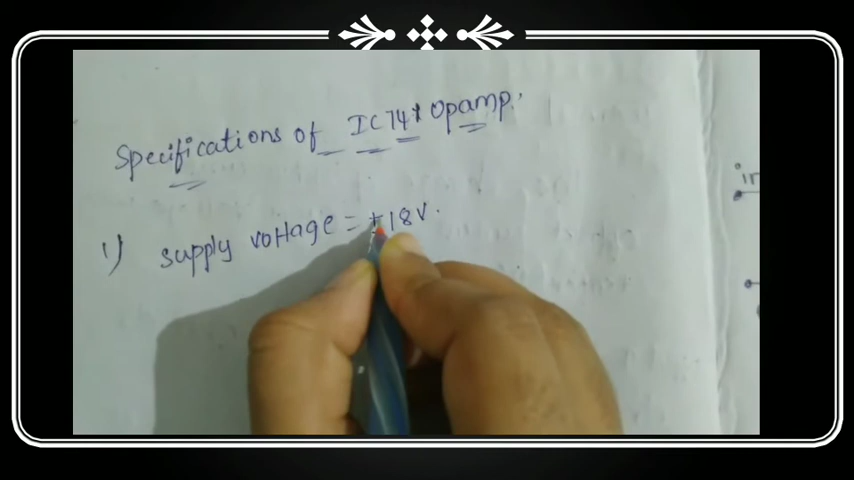 Specifications of IC741 Opamp.
1) supply voltage = ±18V.